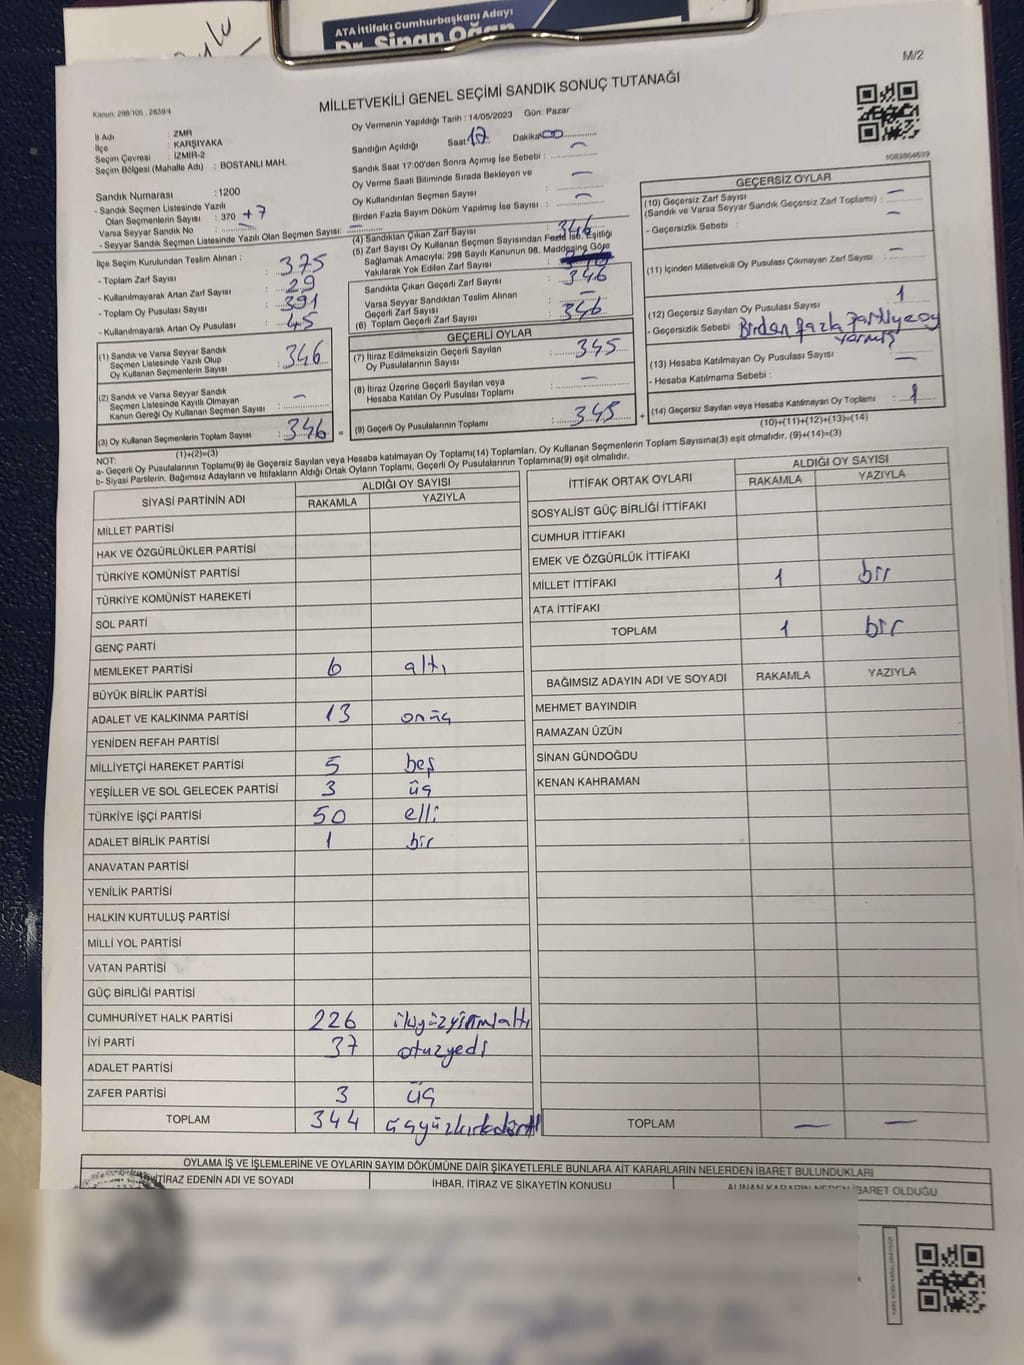 ATA İttifakı Cumhurbaşkanı Adayı
Dr. Sinan Oğan
M/2
MİLLETVEKİLİ GENEL SEÇİMİ SANDIK SONUÇ TUTANAĞI
Kanun: 298/105 , 2839/4
İl Adı : İZMİR
İlçe : KARŞIYAKA
Seçim Çevresi : İZMİR-2
Seçim Bölgesi (Mahalle Adı) : BOSTANLI MAH.
Sandık Numarası : 1200
- Sandık Seçmen Listesinde Yazılı
Olan Seçmenlerin Sayısı : 370 +7
Varsa Seyyar Sandık No : —
- Seyyar Sandık Seçmen Listesinde Yazılı Olan Seçmen Sayısı: —
Oy Vermenin Yapıldığı Tarih : 14/05/2023 Gün: Pazar
Sandığın Açıldığı Saat: 17 Dakika: 00
Sandık Saat 17:00'den Sonra Açımış İse Sebebi : —
Oy Verme Saati Bitiminde Sırada Bekleyen ve
Oy Kullandırılan Seçmen Sayısı : —
Birden Fazla Sayım Döküm Yapılmış İse Sayısı : —
İlçe Seçim Kurulundan Teslim Alınan ;
- Toplam Zarf Sayısı : 375
- Kullanılmayarak Artan Zarf Sayısı : 29
- Toplam Oy Pusulası Sayısı : 391
- Kullanılmayarak Artan Oy Pusulası : 45
(4) Sandıktan Çıkan Zarf Sayısı : 346
(5) Zarf Sayısı Oy Kullanan Seçmen Sayısından Fazla İse, Eşitliği
Sağlamak Amacıyla; 298 Sayılı Kanunun 98. Maddesine Göre
Yakılarak Yok Edilen Zarf Sayısı :
Sandıkta Çıkan Geçerli Zarf Sayısı : 346
Varsa Seyyar Sandıktan Teslim Alınan
Geçerli Zarf Sayısı : —
(6) Toplam Geçerli Zarf Sayısı : 346
(1) Sandık ve Varsa Seyyar Sandık
Seçmen Listesinde Yazılı Olup
Oy Kullanan Seçmenlerin Sayısı : 346
(2) Sandık ve Varsa Seyyar Sandık
Seçmen Listesinde Kayıtlı Olmayan
Kanun Gereği Oy Kullanan Seçmen Sayısı : —
(3) Oy Kullanan Seçmenlerin Toplam Sayısı : 346
(1)+(2)=(3)
GEÇERLİ OYLAR
(7) İtiraz Edilmeksizin Geçerli Sayılan
Oy Pusulalarının Sayısı : 345
(8) İtiraz Üzerine Geçerli Sayılan veya
Hesaba Katılan Oy Pusulası Toplamı : —
(9) Geçerli Oy Pusulalarının Toplamı : 345
1083864639
GEÇERSİZ OYLAR
(10) Geçersiz Zarf Sayısı
(Sandık ve Varsa Seyyar Sandık Geçersiz Zarf Toplamı) : —
- Geçersizlik Sebebi : —
(11) İçinden Milletvekili Oy Pusulası Çıkmayan Zarf Sayısı : —
(12) Geçersiz Sayılan Oy Pusulası Sayısı : 1
- Geçersizlik Sebebi Birden fazla partiye oy
vermiş
(13) Hesaba Katılmayan Oy Pusulası Sayısı : —
- Hesaba Katılmama Sebebi :
(14) Geçersiz Sayılan veya Hesaba Katılmayan Oy Toplamı : 1
(10)+(11)+(12)+(13)=(14)
NOT:
a- Geçerli Oy Pusulalarının Toplamı(9) ile Geçersiz Sayılan veya Hesaba katılmayan Oy Toplamı(14) Toplamları, Oy Kullanan Seçmenlerin Toplam Sayısına(3) eşit olmalıdır, (9)+(14)=(3)
b- Siyasi Partilerin, Bağımsız Adayların ve İttifakların Aldığı Ortak Oyların Toplamı, Geçerli Oy Pusulalarının Toplamına(9) eşit olmalıdır.
SİYASİ PARTİNİN ADI ALDIĞI OY SAYISI
RAKAMLA YAZIYLA
MİLLET PARTİSİ
HAK VE ÖZGÜRLÜKLER PARTİSİ
TÜRKİYE KOMÜNİST PARTİSİ
TÜRKİYE KOMÜNİST HAREKETİ
SOL PARTİ
GENÇ PARTİ
MEMLEKET PARTİSİ 6 altı
BÜYÜK BİRLİK PARTİSİ
ADALET VE KALKINMA PARTİSİ 13 onüç
YENİDEN REFAH PARTİSİ
MİLLİYETÇİ HAREKET PARTİSİ 5 beş
YEŞİLLER VE SOL GELECEK PARTİSİ 3 üç
TÜRKİYE İŞÇİ PARTİSİ 50 elli
ADALET BİRLİK PARTİSİ 1 bir
ANAVATAN PARTİSİ
YENİLİK PARTİSİ
HALKIN KURTULUŞ PARTİSİ
MİLLİ YOL PARTİSİ
VATAN PARTİSİ
GÜÇ BİRLİĞİ PARTİSİ
CUMHURİYET HALK PARTİSİ 226 ikiyüzyirmialtı
İYİ PARTİ 37 otuzyedi
ADALET PARTİSİ
ZAFER PARTİSİ 3 üç
TOPLAM 344 üçyüzkırkdört
İTTİFAK ORTAK OYLARI ALDIĞI OY SAYISI
RAKAMLA YAZIYLA
SOSYALİST GÜÇ BİRLİĞİ İTTİFAKI
CUMHUR İTTİFAKI
EMEK VE ÖZGÜRLÜK İTTİFAKI
MİLLET İTTİFAKI 1 bir
ATA İTTİFAKI
TOPLAM 1 bir
BAĞIMSIZ ADAYIN ADI VE SOYADI RAKAMLA YAZIYLA
MEHMET BAYINDIR
RAMAZAN ÜZÜN
SİNAN GÜNDOĞDU
KENAN KAHRAMAN
TOPLAM — —
OYLAMA İŞ VE İŞLEMLERİNE VE OYLARIN SAYIM DÖKÜMÜNE DAİR ŞİKAYETLERLE BUNLARA AİT KARARLARIN NELERDEN İBARET BULUNDUKLARI
İTİRAZ EDENİN ADI VE SOYADI İHBAR, İTİRAZ VE ŞİKAYETİN KONUSU ALINAN KARARIN NEDEN İBARET OLDUĞU